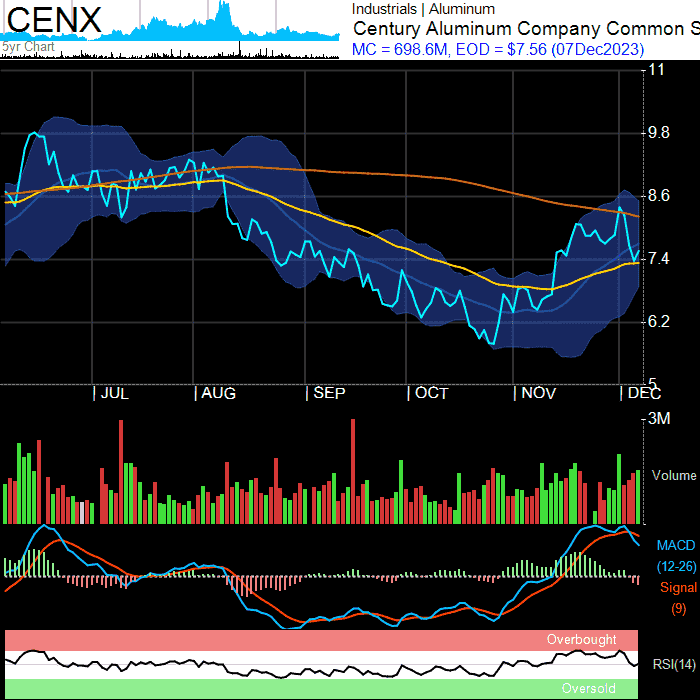 CENX
5yr Chart
Industrials | Aluminum
Century Aluminum Company Common S
MC = 698.6M, EOD = $7.56 (07Dec2023)
11
9.8
8.6
7.4
6.2
5
JUL AUG SEP OCT NOV DEC
3M
Volume
MACD
(12-26)
Signal
(9)
Overbought
RSI(14)
Oversold